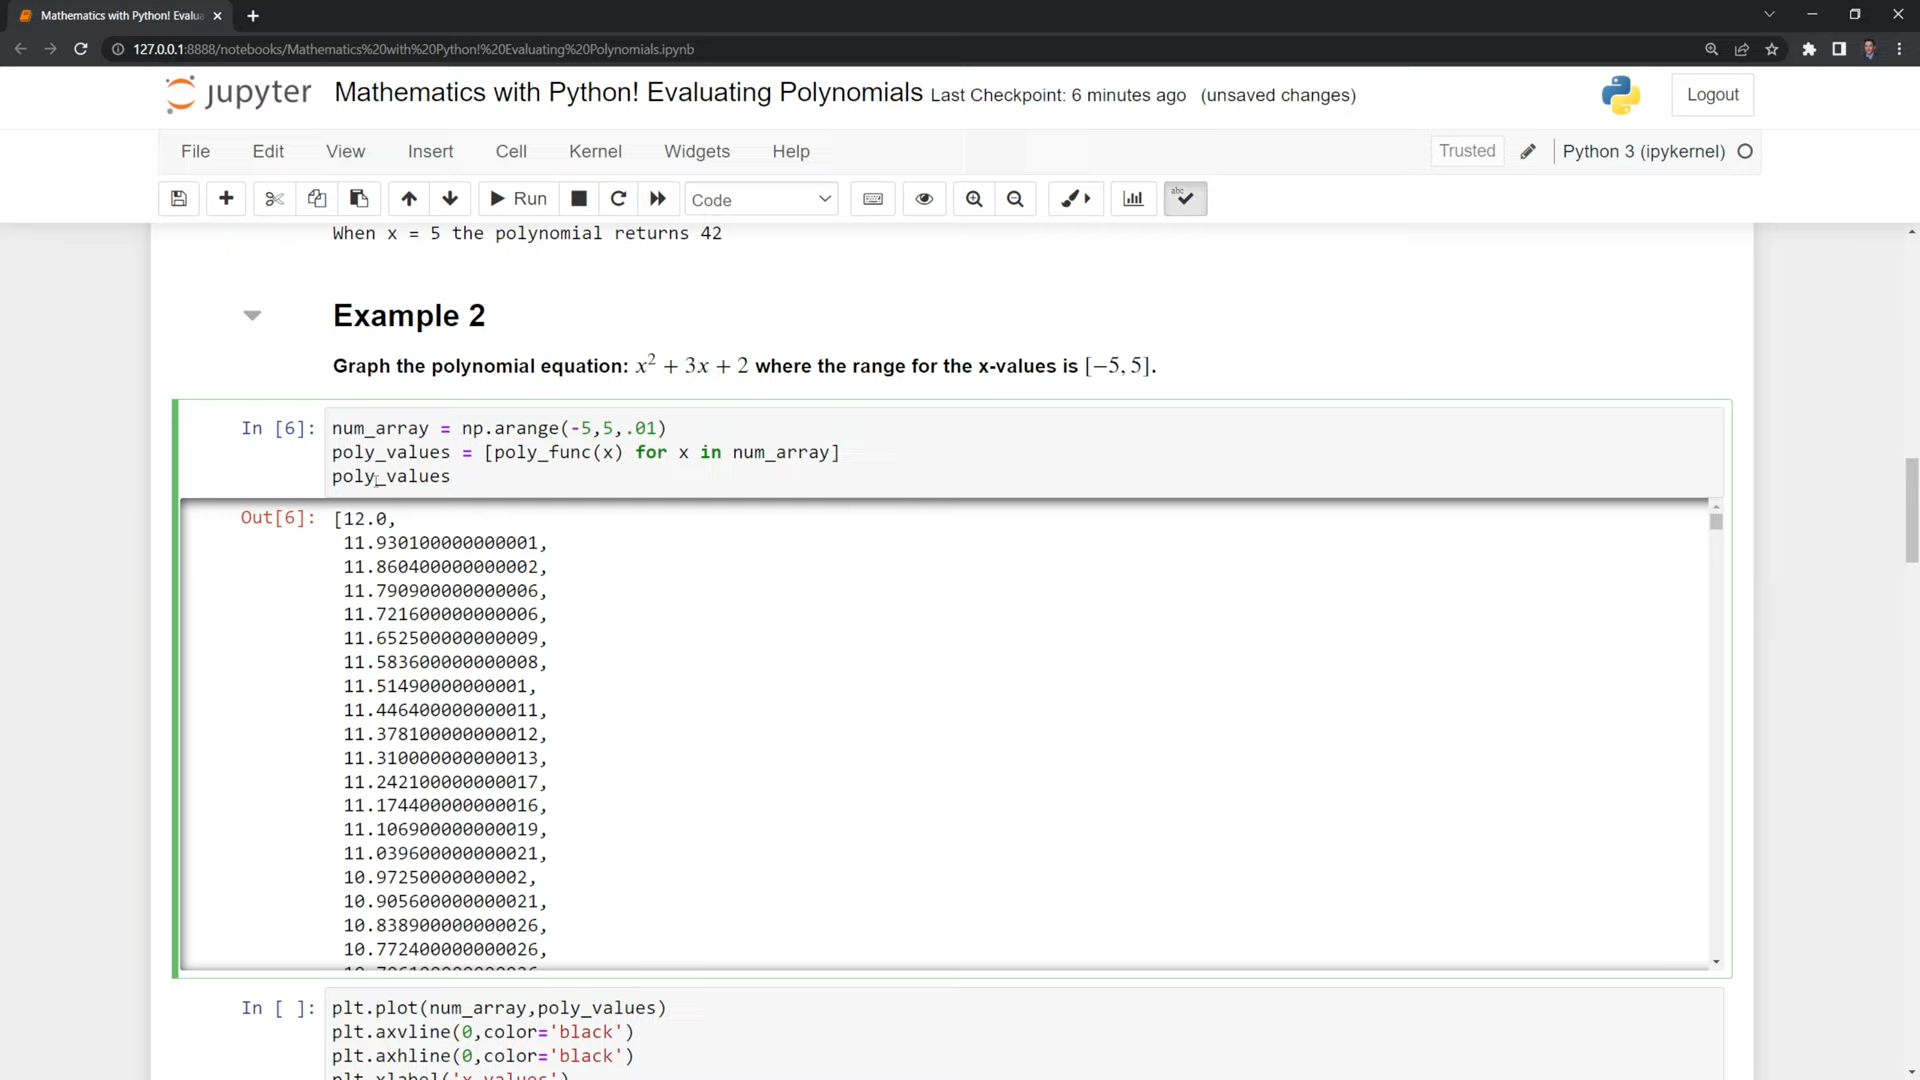 Mathematics with Python! Evalua
127.0.0.1:8888/notebooks/Mathematics%20with%20Python!%20Evaluating%20Polynomials.ipynb
jupyter Mathematics with Python! Evaluating Polynomials Last Checkpoint: 6 minutes ago (unsaved changes) Logout
File Edit View Insert Cell Kernel Widgets Help Trusted Python 3 (ipykernel)
Run Code abc
When x = 5 the polynomial returns 42
Example 2
Graph the polynomial equation: x² + 3x + 2 where the range for the x-values is [−5, 5].
In [6]: num_array = np.arange(-5,5,.01)
poly_values = [poly_func(x) for x in num_array]
poly_values
Out[6]: [12.0,
11.930100000000001,
11.860400000000002,
11.790900000000006,
11.721600000000006,
11.652500000000009,
11.583600000000008,
11.51490000000001,
11.446400000000011,
11.378100000000012,
11.310000000000013,
11.242100000000017,
11.174400000000016,
11.106900000000019,
11.039600000000021,
10.97250000000002,
10.905600000000021,
10.838900000000026,
10.772400000000026,
In [ ]: plt.plot(num_array,poly_values)
plt.axvline(0,color='black')
plt.axhline(0,color='black')
plt.xlabel('x values')